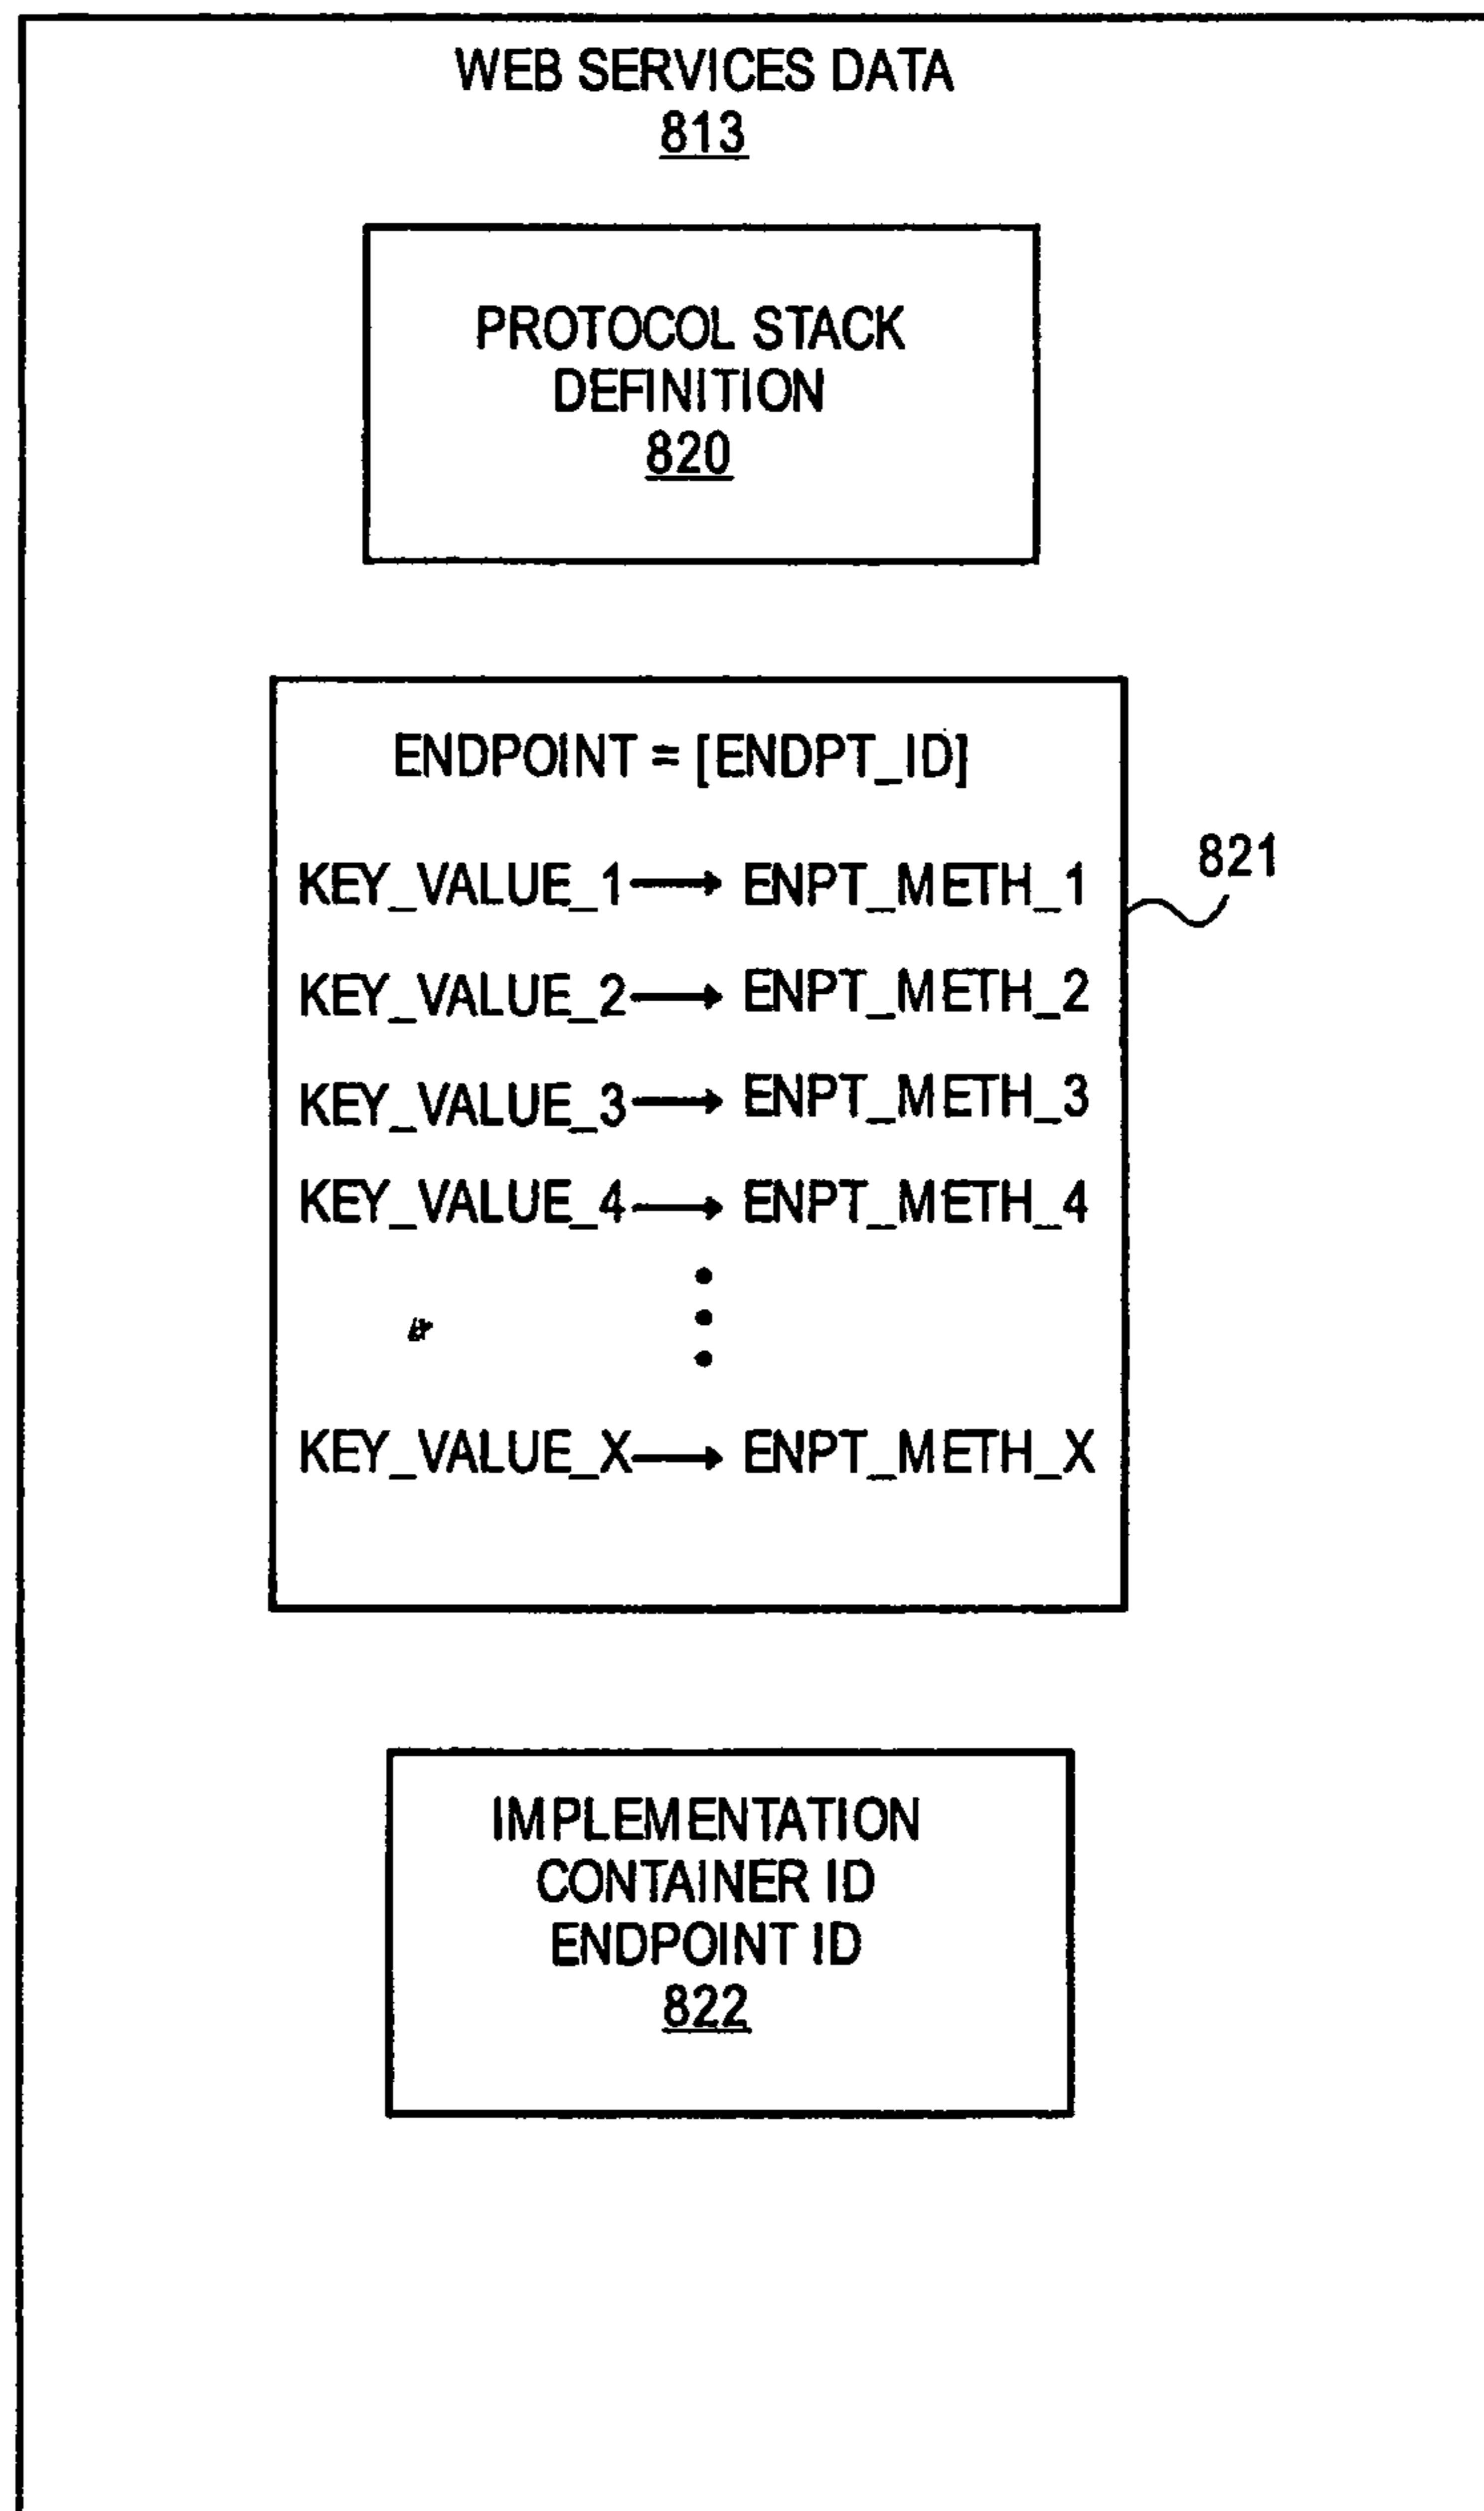 WEB SERVICES DATA
813
PROTOCOL STACK
DEFINITION
820
ENDPOINT = [ENDPT_ID]
KEY_VALUE_1 → ENPT_METH_1
821
KEY_VALUE_2 → ENPT_METH_2
KEY_VALUE_3 → ENPT_METH_3
KEY_VALUE_4 → ENPT_METH_4
KEY_VALUE_X → ENPT_METH_X
IMPLEMENTATION
CONTAINER ID
ENDPOINT ID
822